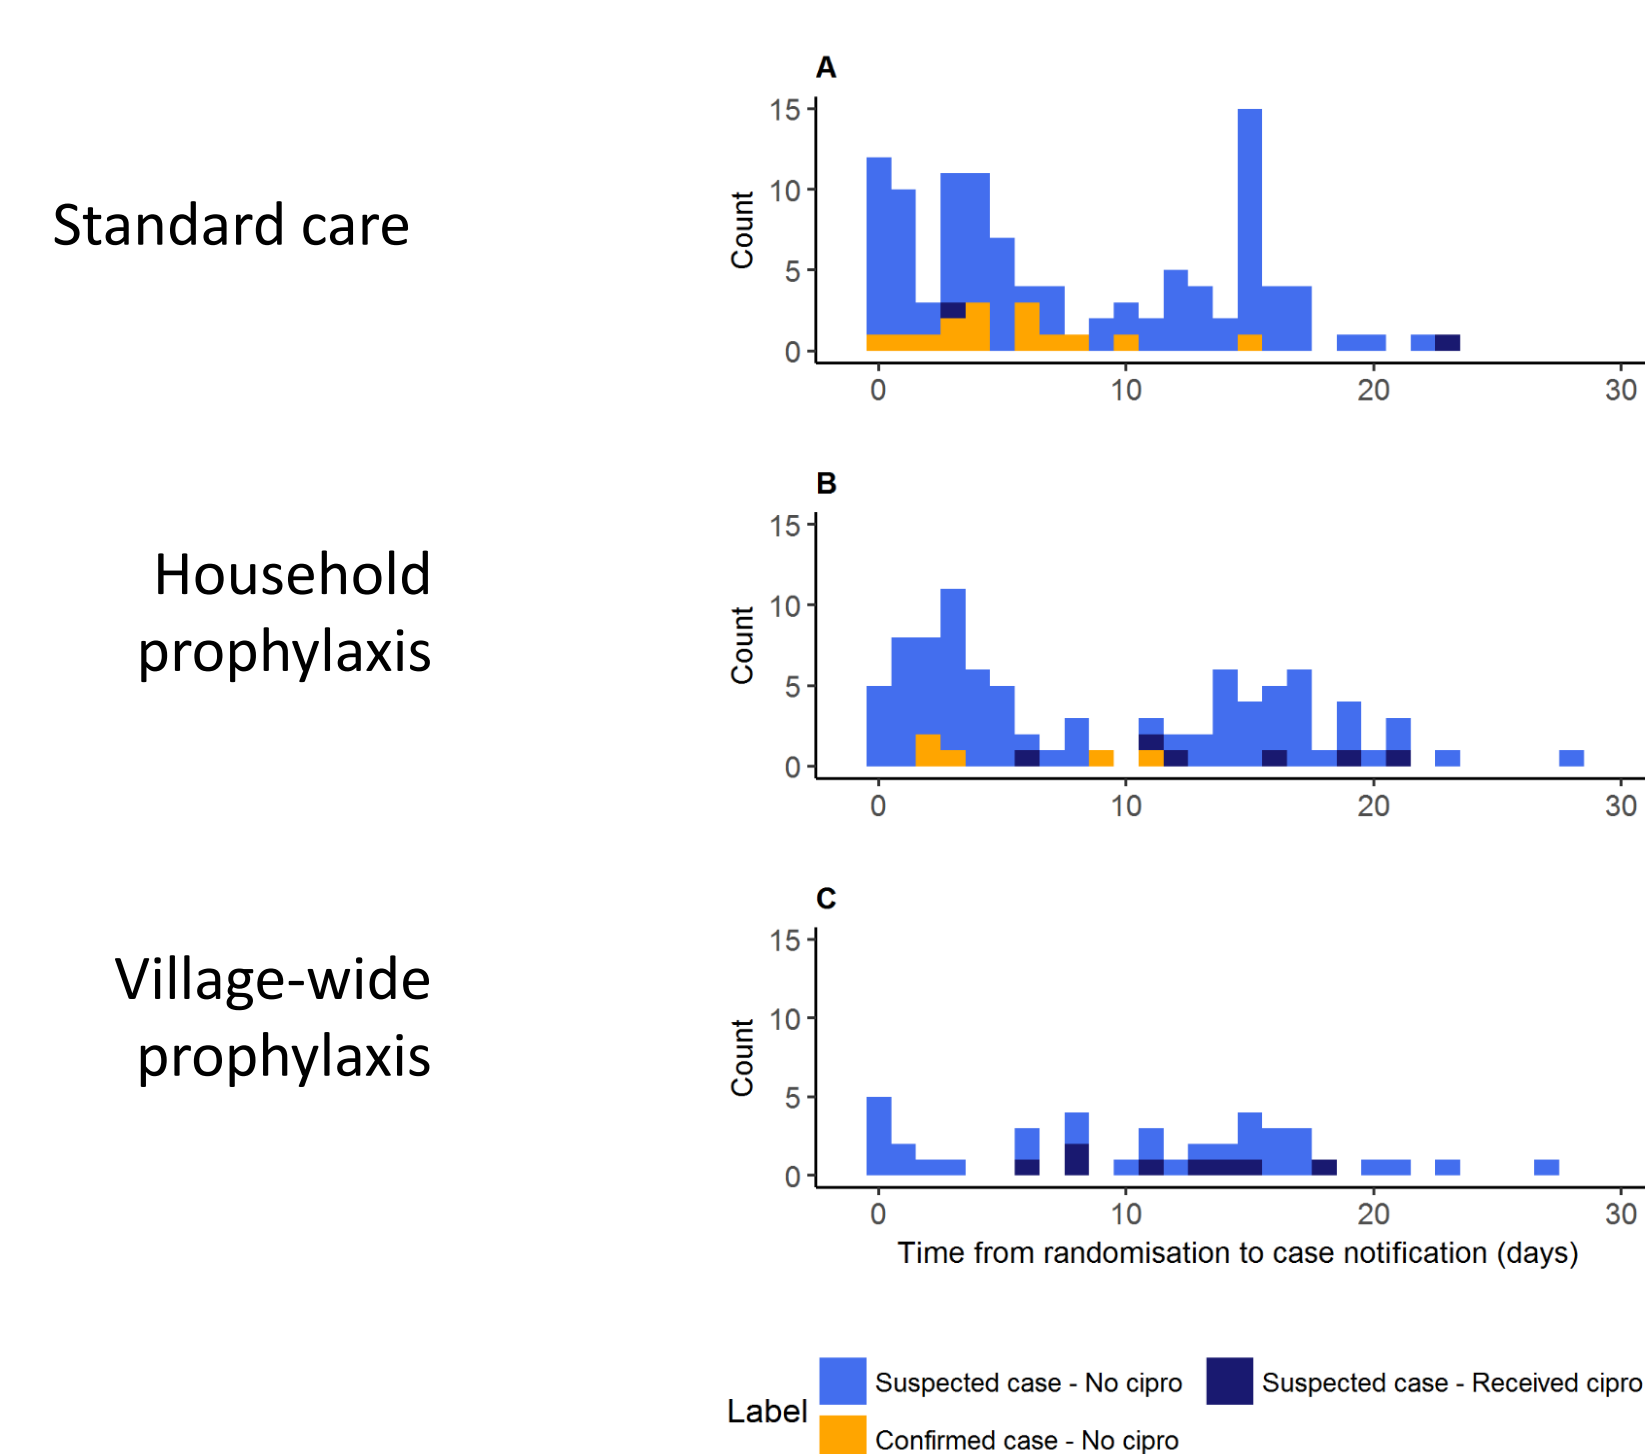 A
Standard care
Count
15
10
5
0
0 10 20 30
B
Household
prophylaxis
Count
15
10
5
0
0 10 20 30
C
Village-wide
prophylaxis
Count
15
10
5
0
0 10 20 30
Time from randomisation to case notification (days)
Label
Suspected case - No cipro
Suspected case - Received cipro
Confirmed case - No cipro